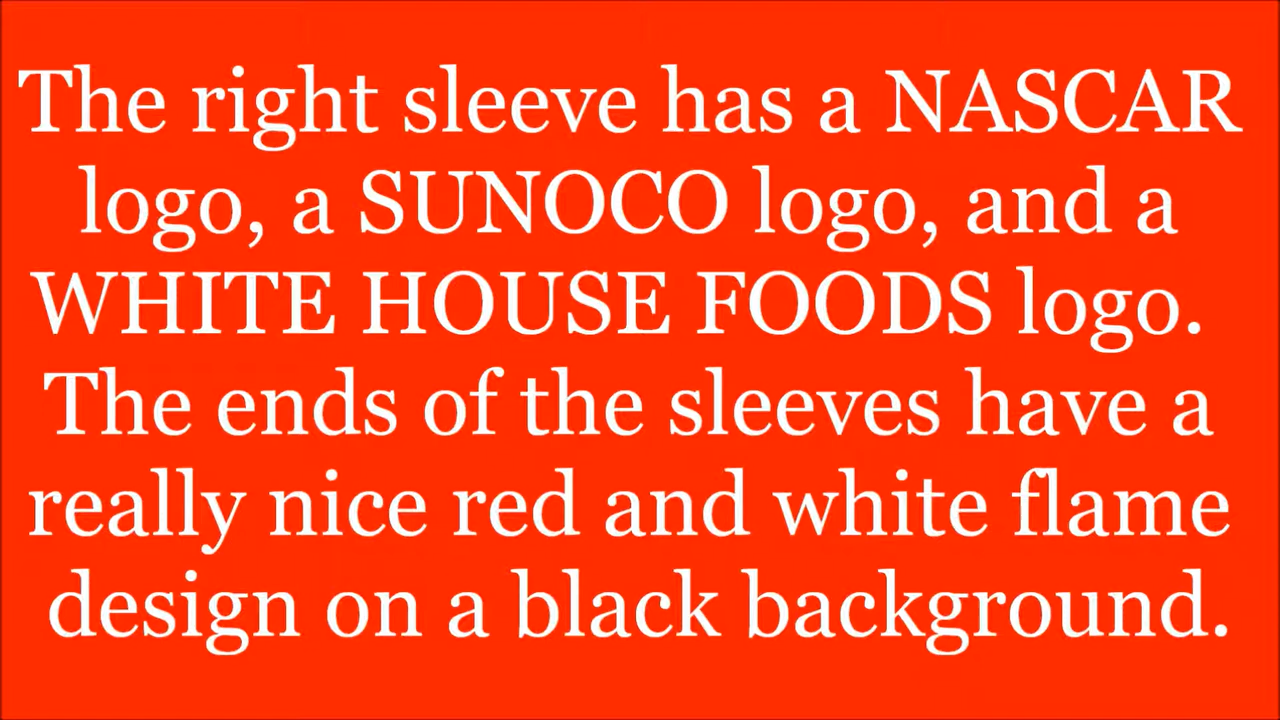 The right sleeve has a NASCAR
logo, a SUNOCO logo, and a
WHITE HOUSE FOODS logo.
The ends of the sleeves have a
really nice red and white flame
design on a black background.